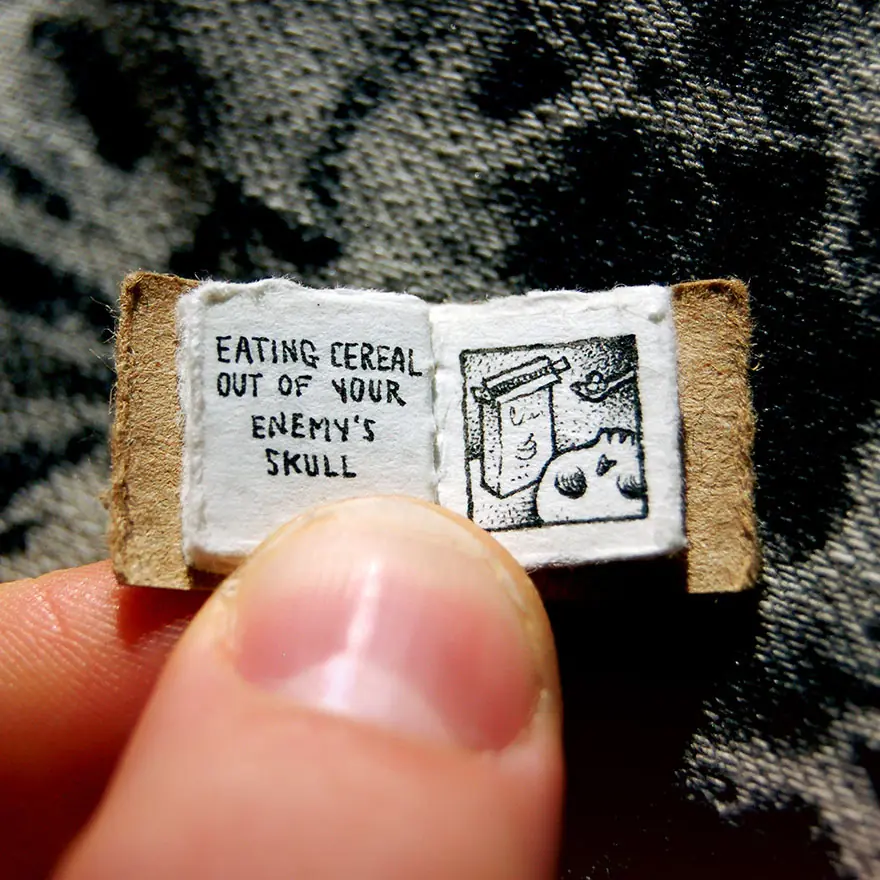 EATING CEREAL
OUT OF YOUR
ENEMY'S
SKULL